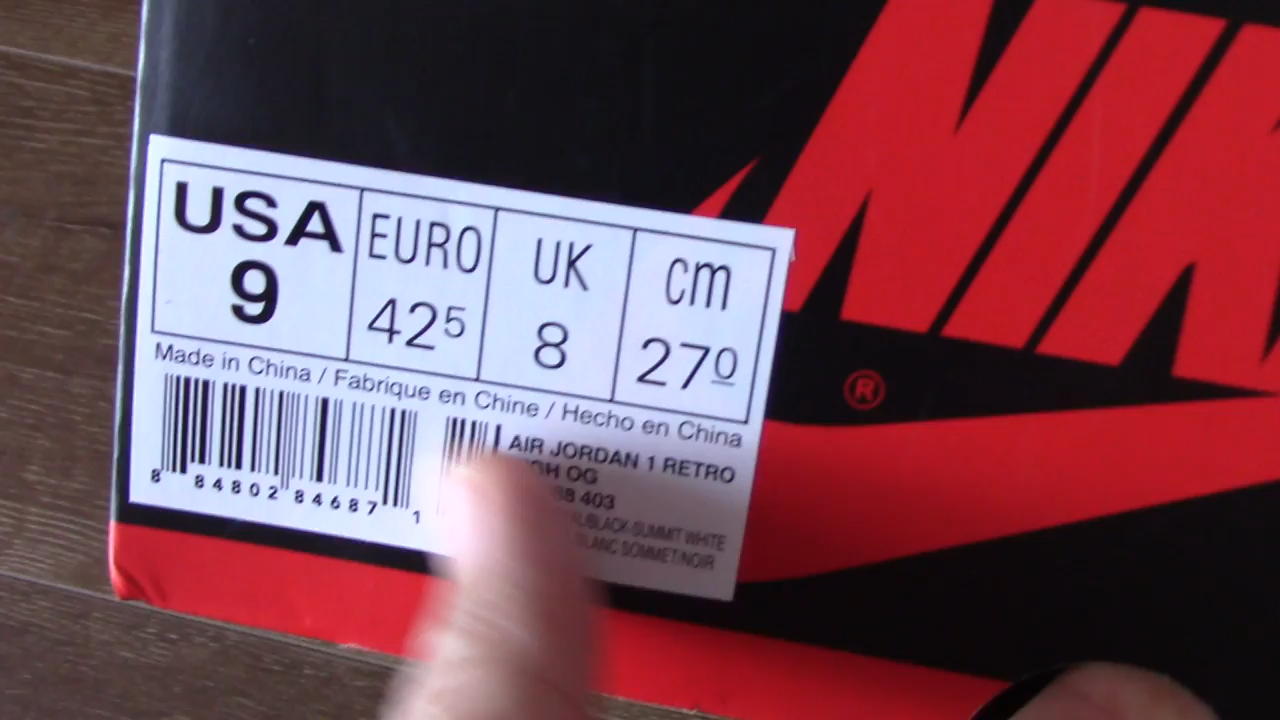 NIK
USA EURO UK cm
9 42 5 8 27 0
Made in China / Fabrique en Chine / Hecho en China
8 84802 84687 1
AIR JORDAN 1 RETRO
OG
403
BLACK-SUMMIT WHITE
BLANC SOMMET/NOIR
®